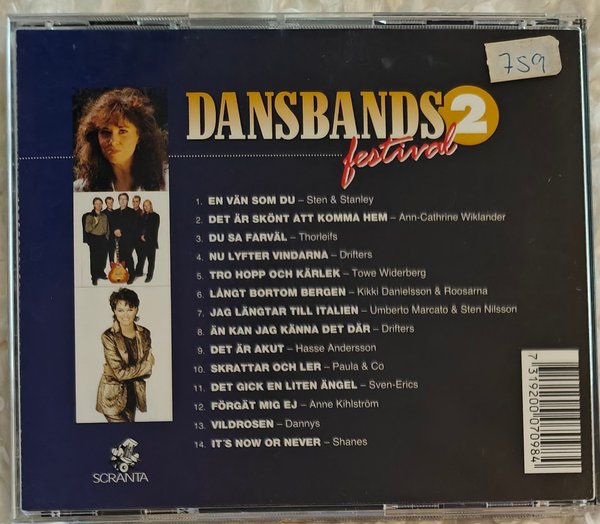 759
DANSBANDS 2
festival
1. EN VÄN SOM DU – Sten & Stanley
2. DET ÄR SKÖNT ATT KOMMA HEM – Ann-Cathrine Wiklander
3. DU SA FARVÄL – Thorleifs
4. NU LYFTER VINDARNA – Drifters
5. TRO HOPP OCH KÄRLEK – Towe Widerberg
6. LÅNGT BORTOM BERGEN – Kikki Danielsson & Roosarna
7. JAG LÄNGTAR TILL ITALIEN – Umberto Marcato & Sten Nilsson
8. ÄN KAN JAG KÄNNA DET DÄR – Drifters
9. DET ÄR AKUT – Hasse Andersson
10. SKRATTAR OCH LER – Paula & Co
11. DET GICK EN LITEN ÄNGEL – Sven-Erics
12. FÖRGÄT MIG EJ – Anne Kihlström
13. VILDROSEN – Dannys
14. IT´S NOW OR NEVER – Shanes
SCRANTA
7 319200 070984